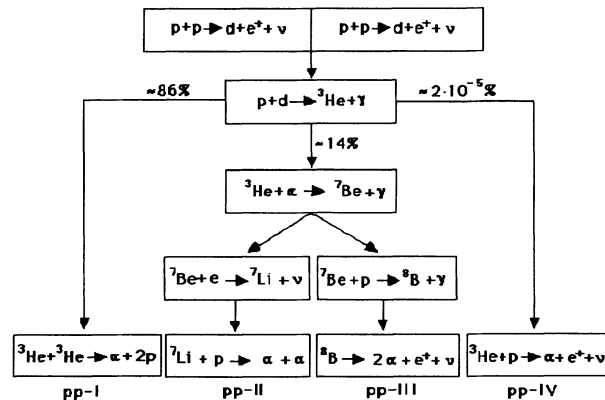 p+p→d+e⁺+ν p+p→d+e⁺+ν
≈86%
p+d→³He+γ
≈2·10⁻⁵%
≈14%
³He+α→⁷Be+γ
⁷Be+e→⁷Li+ν ⁷Be+p→⁸B+γ
³He+³He→α+2p ⁷Li+p→α+α ⁸B→2α+e⁺+ν ³He+p→α+e⁺+ν
pp-I pp-II pp-III pp-IV